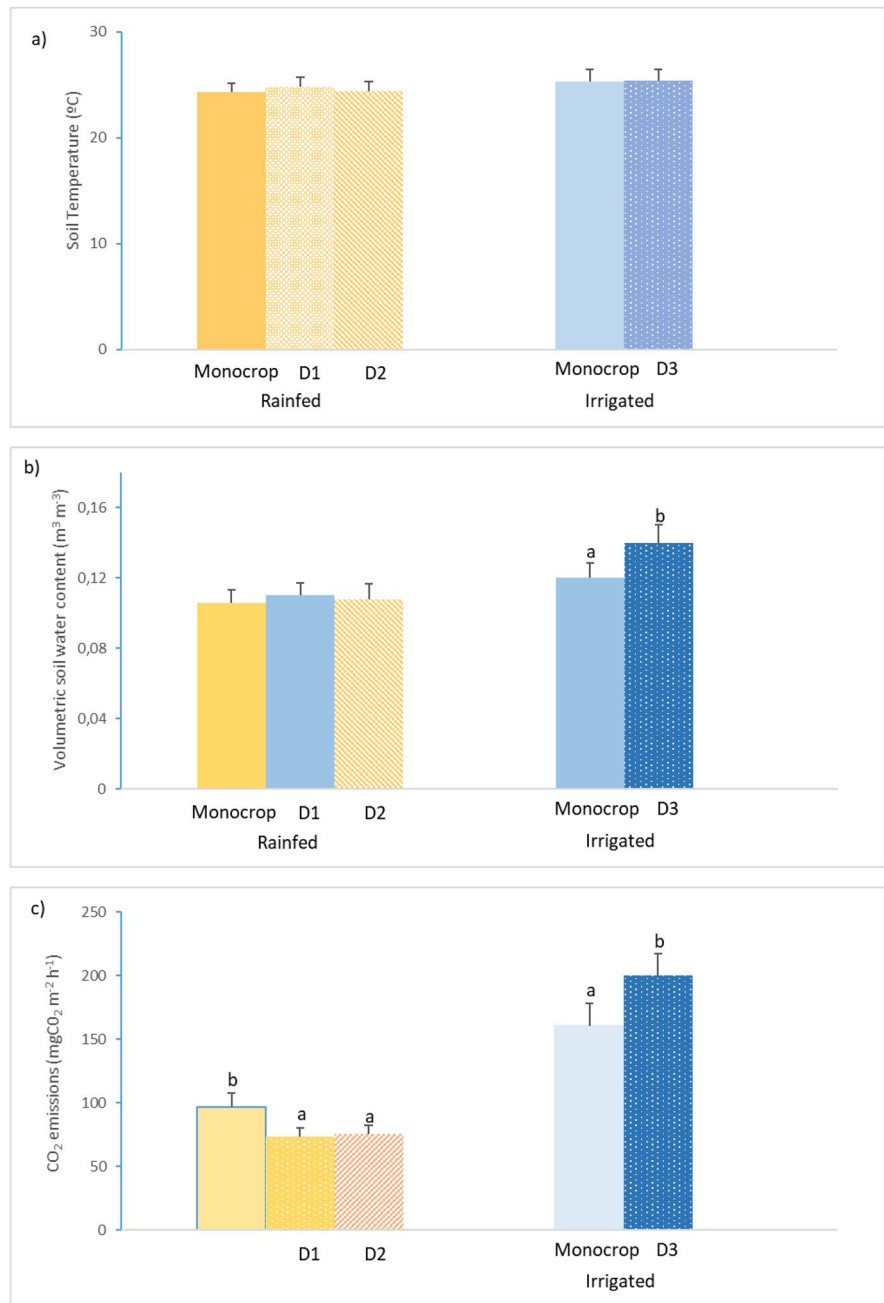 a)
Soil Temperature (ºC)
30
20
10
0
Monocrop D1 D2 Monocrop D3
Rainfed Irrigated
b)
Volumetric soil water content (m³ m⁻³)
0,16
0,12
0,08
0,04
0
a
b
Monocrop D1 D2 Monocrop D3
Rainfed Irrigated
c)
CO₂ emissions (mgC0₂ m⁻² h⁻¹)
250
200
150
100
50
0
b
a
a
a
b
D1 D2 Monocrop D3
Irrigated